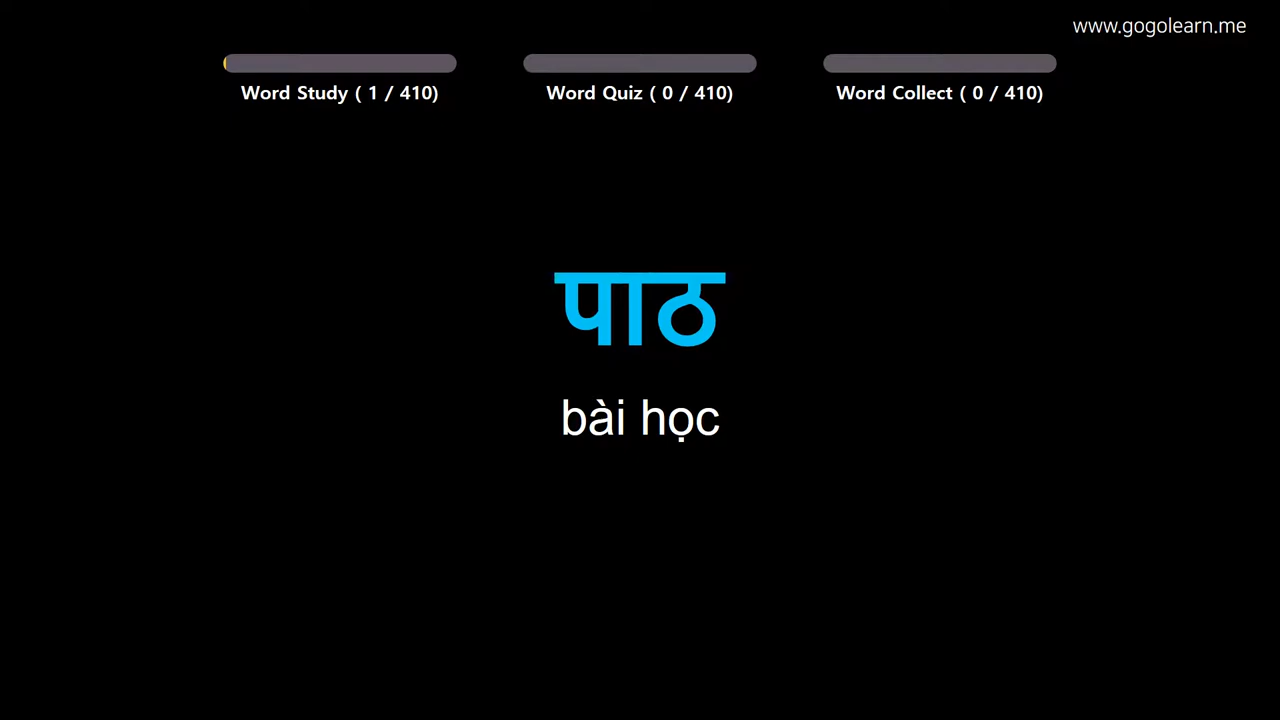 www.gogolearn.me
Word Study ( 1 / 410)
Word Quiz ( 0 / 410)
Word Collect ( 0 / 410)
पाठ
bài học